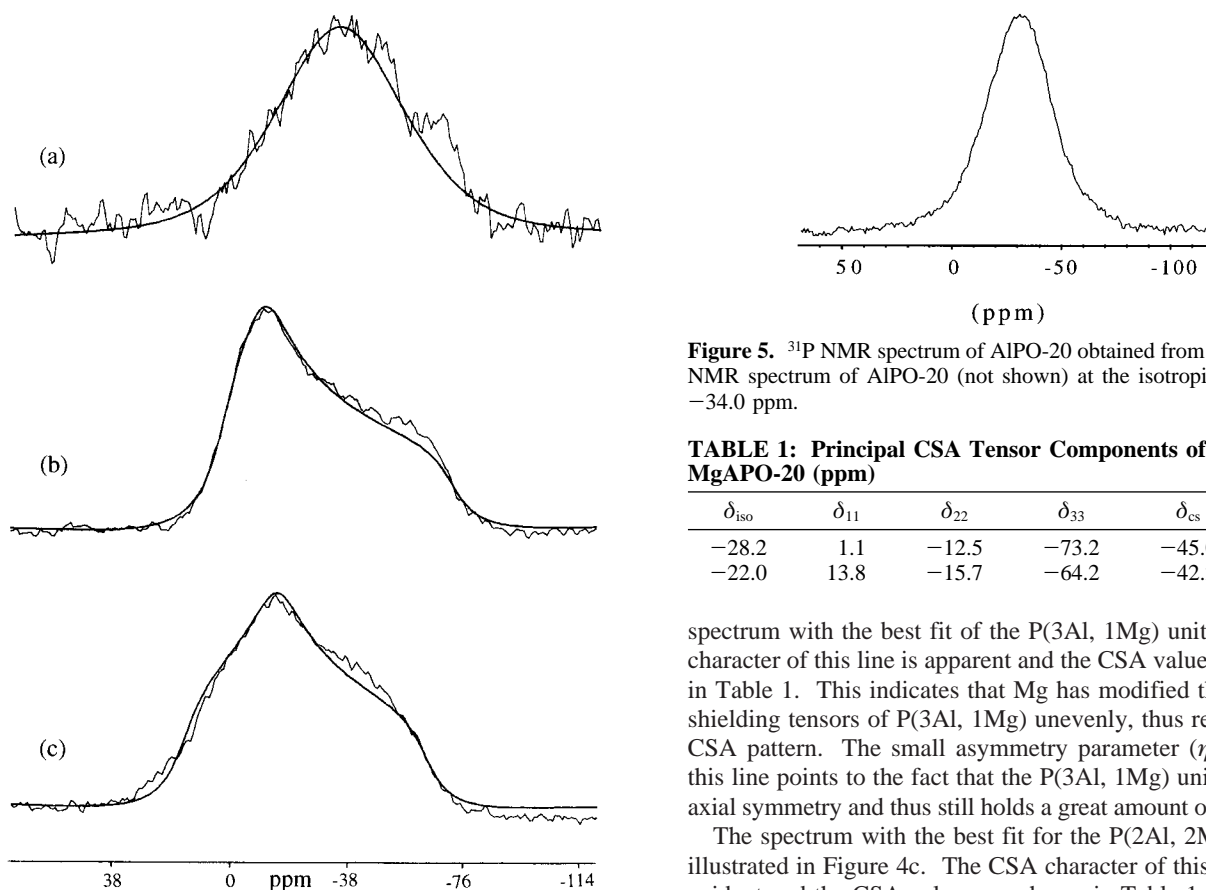 (a)
(b)
(c)
38 0 ppm -38 -76 -114
50 0 -50 -100
(ppm)
Figure 5. ³¹P NMR spectrum of AlPO-20 obtained from
NMR spectrum of AlPO-20 (not shown) at the isotropi
−34.0 ppm.
TABLE 1: Principal CSA Tensor Components of
MgAPO-20 (ppm)
δiso δ11 δ22 δ33 δcs
−28.2 1.1 −12.5 −73.2 −45.
−22.0 13.8 −15.7 −64.2 −42.
spectrum with the best fit of the P(3Al, 1Mg) unit
character of this line is apparent and the CSA value
in Table 1. This indicates that Mg has modified t
shielding tensors of P(3Al, 1Mg) unevenly, thus re
CSA pattern. The small asymmetry parameter (η
this line points to the fact that the P(3Al, 1Mg) uni
axial symmetry and thus still holds a great amount o
The spectrum with the best fit for the P(2Al, 2M
illustrated in Figure 4c. The CSA character of this